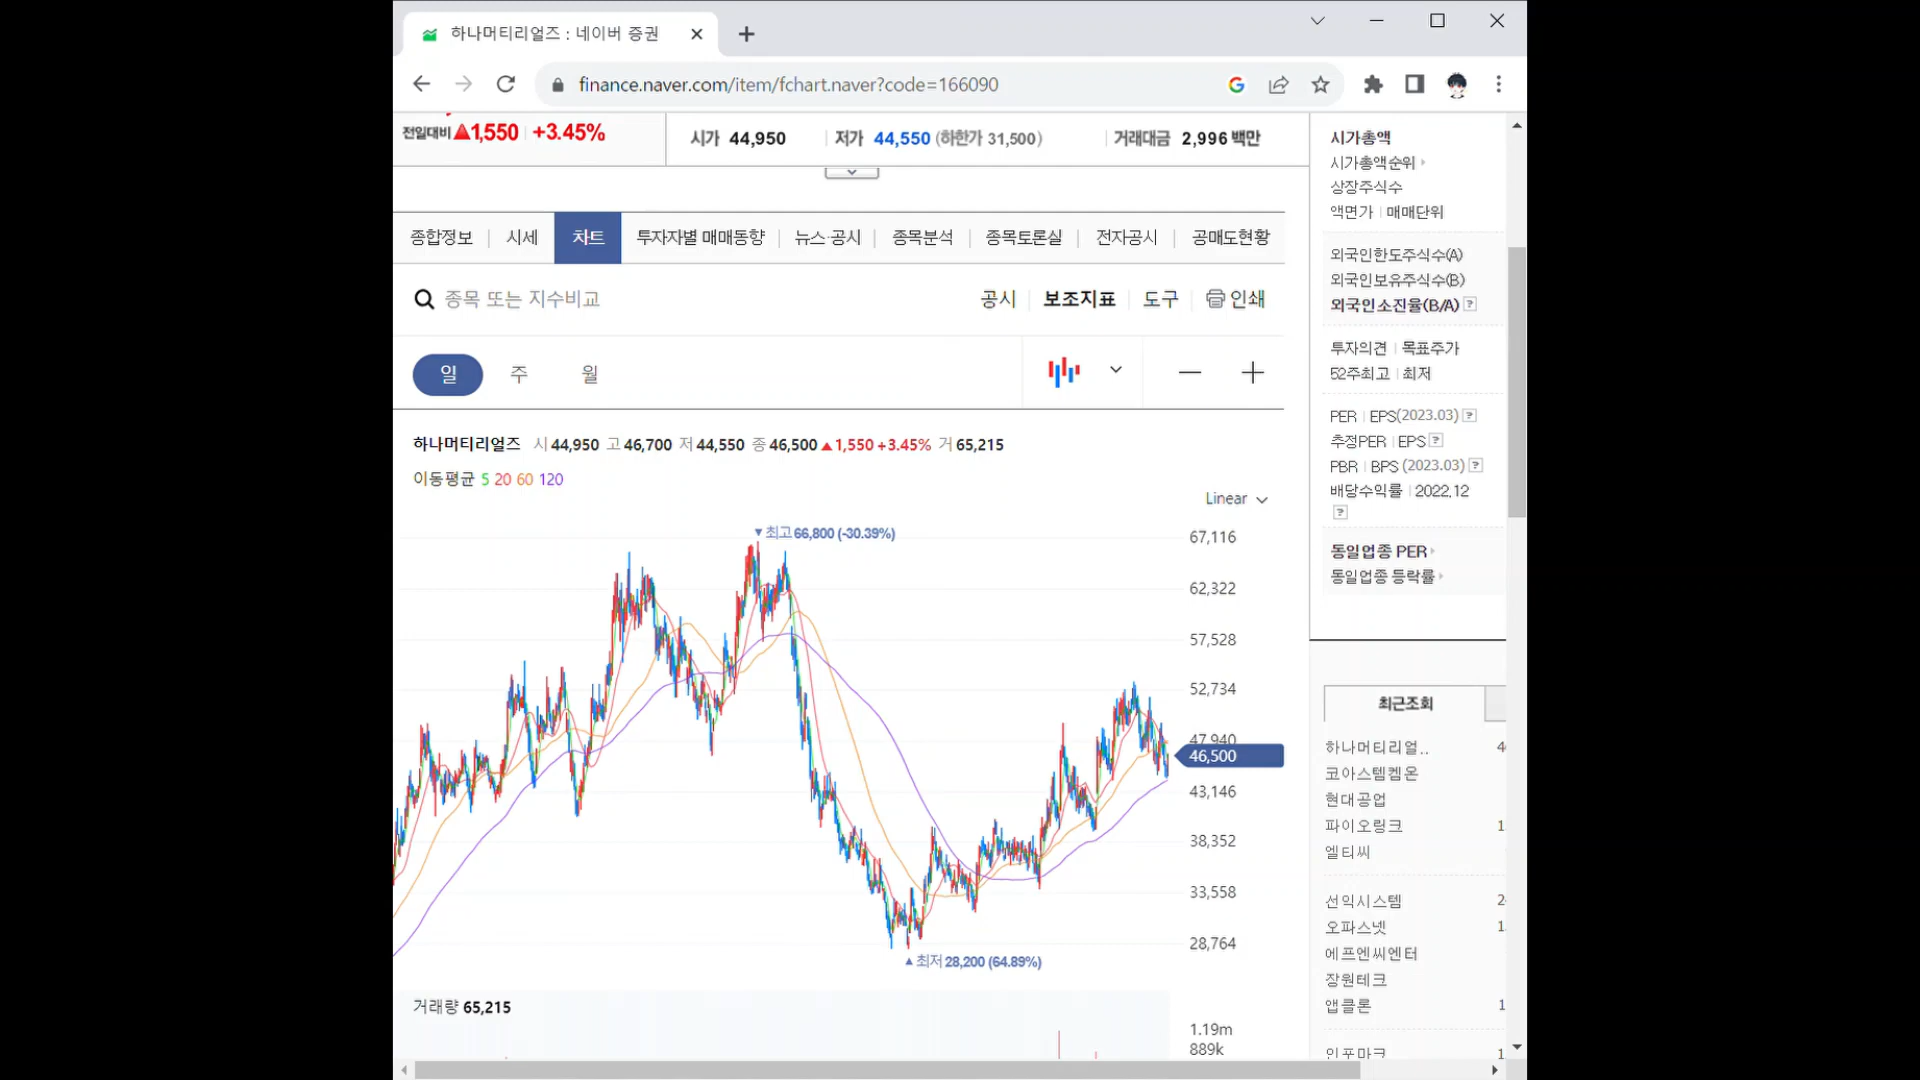 하나머티리얼즈 : 네이버 증권
finance.naver.com/item/fchart.naver?code=166090
전일대비 ▲1,550 +3.45%
시가 44,950 저가 44,550 (하한가 31,500) 거래대금 2,996 백만
종합정보 시세 차트 투자자별 매매동향 뉴스·공시 종목분석 종목토론실 전자공시 공매도현황
종목 또는 지수비교
공시 보조지표 도구 인쇄
일 주 월
하나머티리얼즈 시 44,950 고 46,700 저 44,550 종 46,500 ▲1,550 +3.45% 거 65,215
이동평균 5 20 60 120
Linear
▼최고 66,800 (-30.39%)
67,116
62,322
57,528
52,734
47,940
46,500
43,146
38,352
33,558
28,764
▲최저 28,200 (64.89%)
거래량 65,215
1.19m
889k
시가총액
시가총액순위
상장주식수
액면가 | 매매단위
외국인한도주식수(A)
외국인보유주식수(B)
외국인소진율(B/A) ?
투자의견 | 목표주가
52주최고 | 최저
PER | EPS(2023.03) ?
추정PER | EPS ?
PBR | BPS (2023.03) ?
배당수익률 | 2022.12
?
동일업종 PER
동일업종 등락률
최근조회
하나머티리얼.. 4
코아스템켐온
현대공업
파이오링크 1
엘티씨
선익시스템 2
오파스넷 1
에프엔씨엔터
장원테크
앱클론 1
인포마크 1